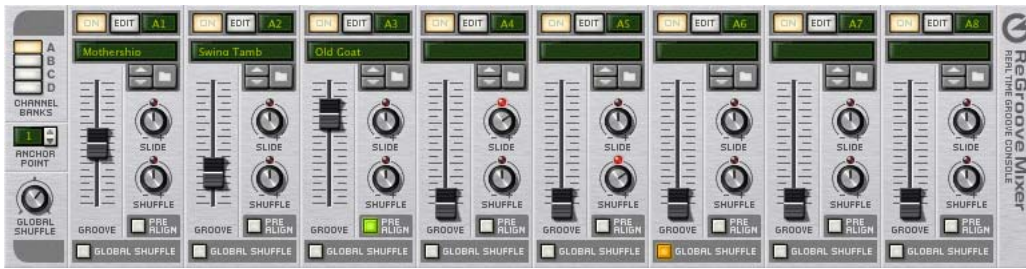 ON EDIT A1 ON EDIT A2 ON EDIT A3 ON EDIT A4 ON EDIT A5 ON EDIT A6 ON EDIT A7 ON EDIT A8
A
B
C
D
CHANNEL
BANKS
1
ANCHOR
POINT
GLOBAL
SHUFFLE
Mothership Swing Tamb Old Goat
SLIDE SLIDE SLIDE SLIDE SLIDE SLIDE SLIDE SLIDE
SHUFFLE SHUFFLE SHUFFLE SHUFFLE SHUFFLE SHUFFLE SHUFFLE SHUFFLE
GROOVE PRE ALIGN GROOVE PRE ALIGN GROOVE PRE ALIGN GROOVE PRE ALIGN GROOVE PRE ALIGN GROOVE PRE ALIGN GROOVE PRE ALIGN GROOVE PRE ALIGN
GLOBAL SHUFFLE GLOBAL SHUFFLE GLOBAL SHUFFLE GLOBAL SHUFFLE GLOBAL SHUFFLE GLOBAL SHUFFLE GLOBAL SHUFFLE GLOBAL SHUFFLE
ReGroove Mixer
REAL TIME GROOVE CONSOLE